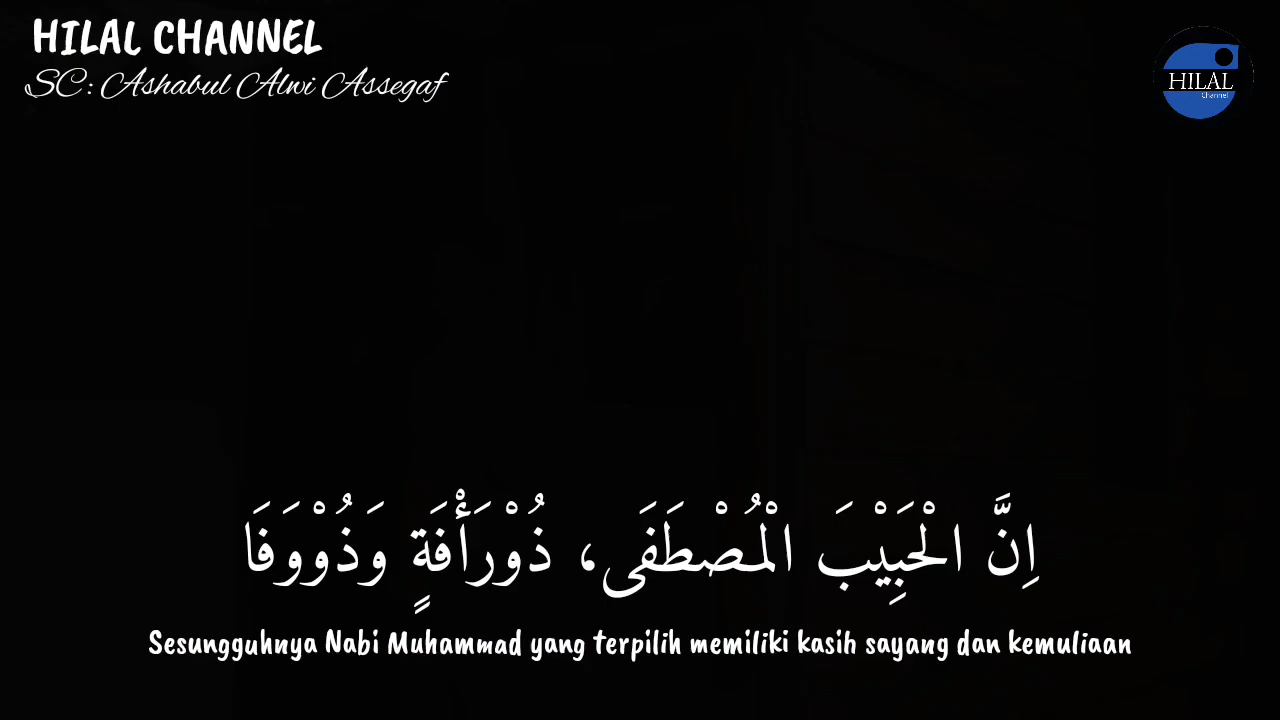 HILAL CHANNEL
SC: Ashabul Alwi Assegaf
HILAL
Channel
اِنَّ الْحَبِيْبَ الْمُصْطَفَى، ذُوْرَأْفَةٍ وَذُوْوَفَا
Sesungguhnya Nabi Muhammad yang terpilih memiliki kasih sayang dan kemuliaan